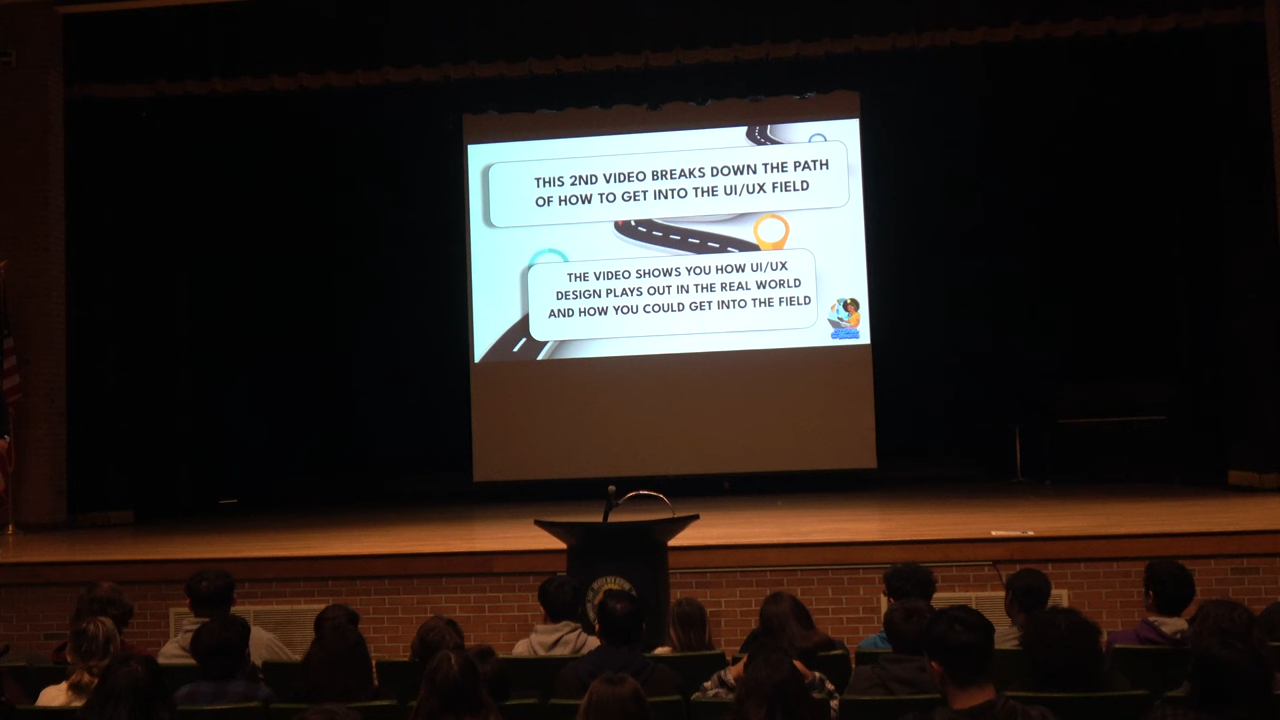 THIS 2ND VIDEO BREAKS DOWN THE PATH
OF HOW TO GET INTO THE UI/UX FIELD
THE VIDEO SHOWS YOU HOW UI/UX
DESIGN PLAYS OUT IN THE REAL WORLD
AND HOW YOU COULD GET INTO THE FIELD